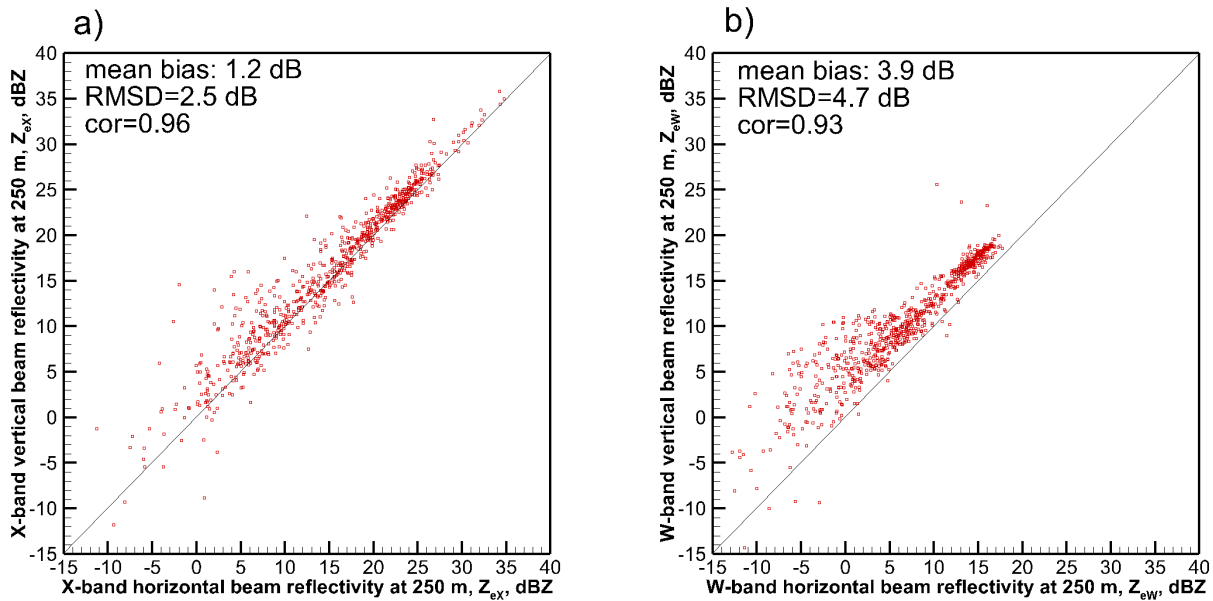 a)
mean bias: 1.2 dB
RMSD=2.5 dB
cor=0.96
40
35
30
25
20
15
10
5
0
-5
-10
-15
X-band vertical beam reflectivity at 250 m, ZeX, dBZ
-15 -10 -5 0 5 10 15 20 25 30 35 40
X-band horizontal beam reflectivity at 250 m, ZeX, dBZ
b)
mean bias: 3.9 dB
RMSD=4.7 dB
cor=0.93
40
35
30
25
20
15
10
5
0
-5
-10
-15
W-band vertical beam reflectivity at 250 m, ZeW, dBZ
-15 -10 -5 0 5 10 15 20 25 30 35 40
W-band horizontal beam reflectivity at 250 m, ZeW, dBZ